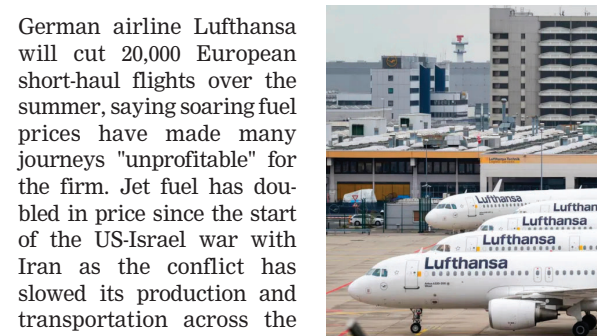 German airline Lufthansa
will cut 20,000 European
short-haul flights over the
summer, saying soaring fuel
prices have made many
journeys "unprofitable" for
the firm. Jet fuel has dou-
bled in price since the start
of the US-Israel war with
Iran as the conflict has
slowed its production and
transportation across the
Lufthansa Technik
Lufthansa
Lufthan
Lufthansa
Lufthansa
Lufthansa